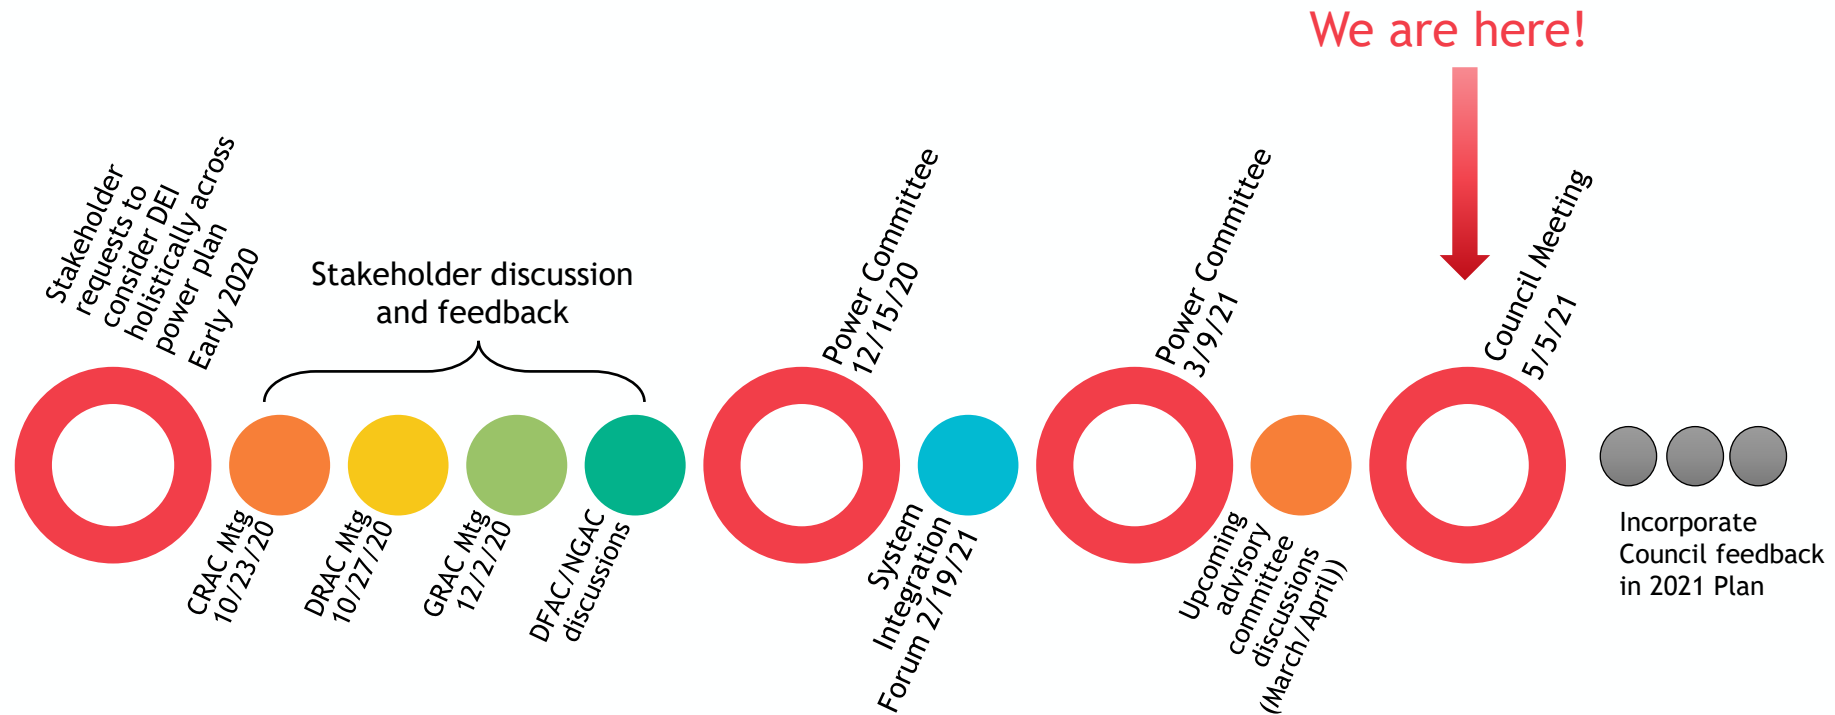 We are here!
Stakeholder
requests to
consider DEI
holistically across
power plan
Early 2020
Stakeholder discussion
and feedback
CRAC Mtg
10/23/20
DRAC Mtg
10/27/20
GRAC Mtg
12/2/20
DFAC/NGAC
discussions
Power Committee
12/15/20
System
Integration
Forum 2/19/21
Power Committee
3/9/21
Upcoming
advisory
committee
discussions
(March/April))
Council Meeting
5/5/21
Incorporate
Council feedback
in 2021 Plan